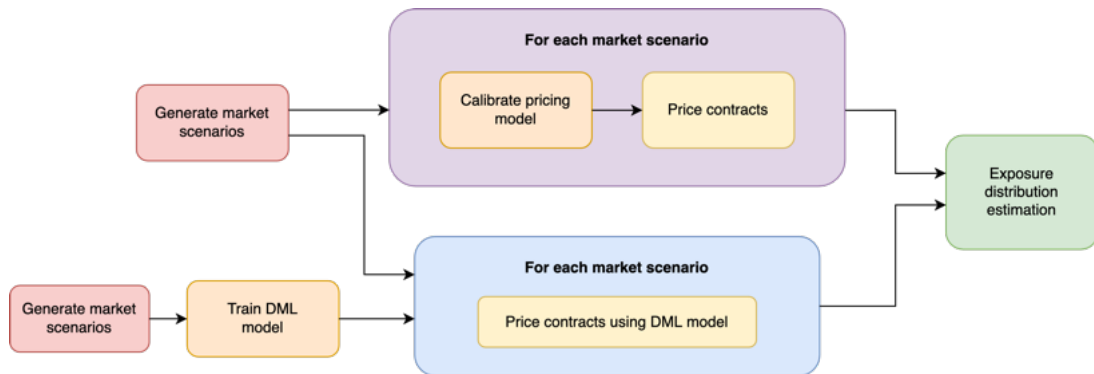 For each market scenario
Generate market
scenarios
Calibrate pricing
model
Price contracts
Exposure
distribution
estimation
For each market scenario
Generate market
scenarios
Train DML
model
Price contracts using DML model